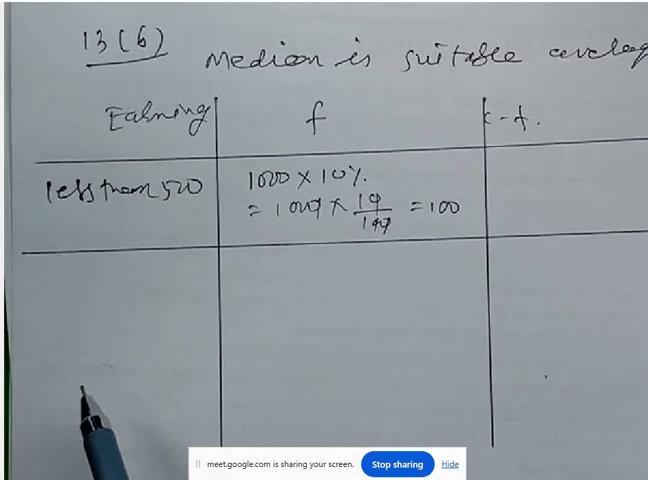 13 (b)
Median is suitable average
Earning f c.f.
less than 500 1000 × 10%
= 1000 × 10/100 = 100
meet.google.com is sharing your screen. Stop sharing Hide